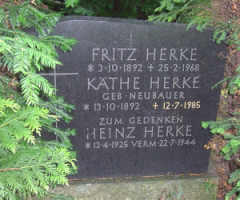 FRITZ HERKE
* 3·10·1892 + 25·2·1968
KÄTHE HERKE
GEB·NEUBAUER
* 13·10·1892 + 12·7·1985
ZUM GEDENKEN
HEINZ HERKE
* 12·4·1925 VERM·22·7·1944